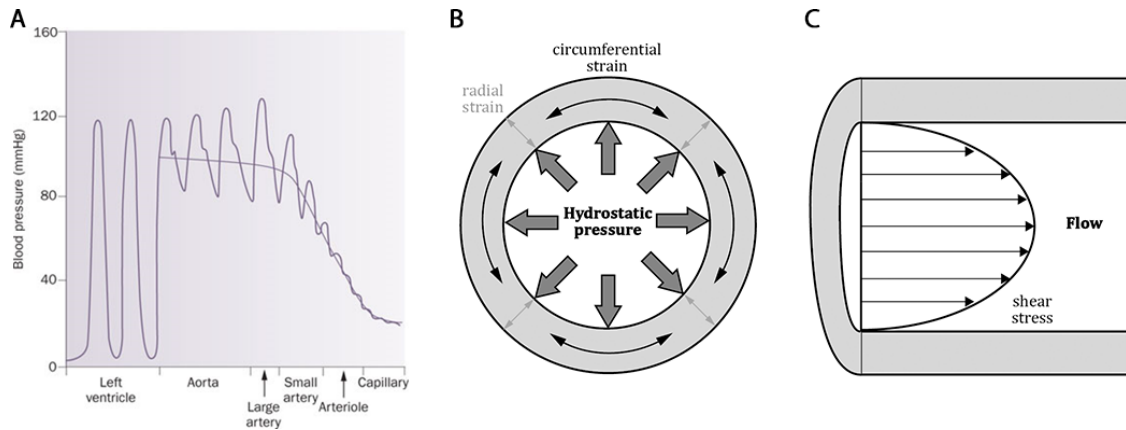 A
160
120
80
40
0
Blood pressure (mmHg)
Left
ventricle
Aorta
Large
artery
Small
artery
Arteriole
Capillary
B
circumferential
strain
radial
strain
Hydrostatic
pressure
C
Flow
shear
stress